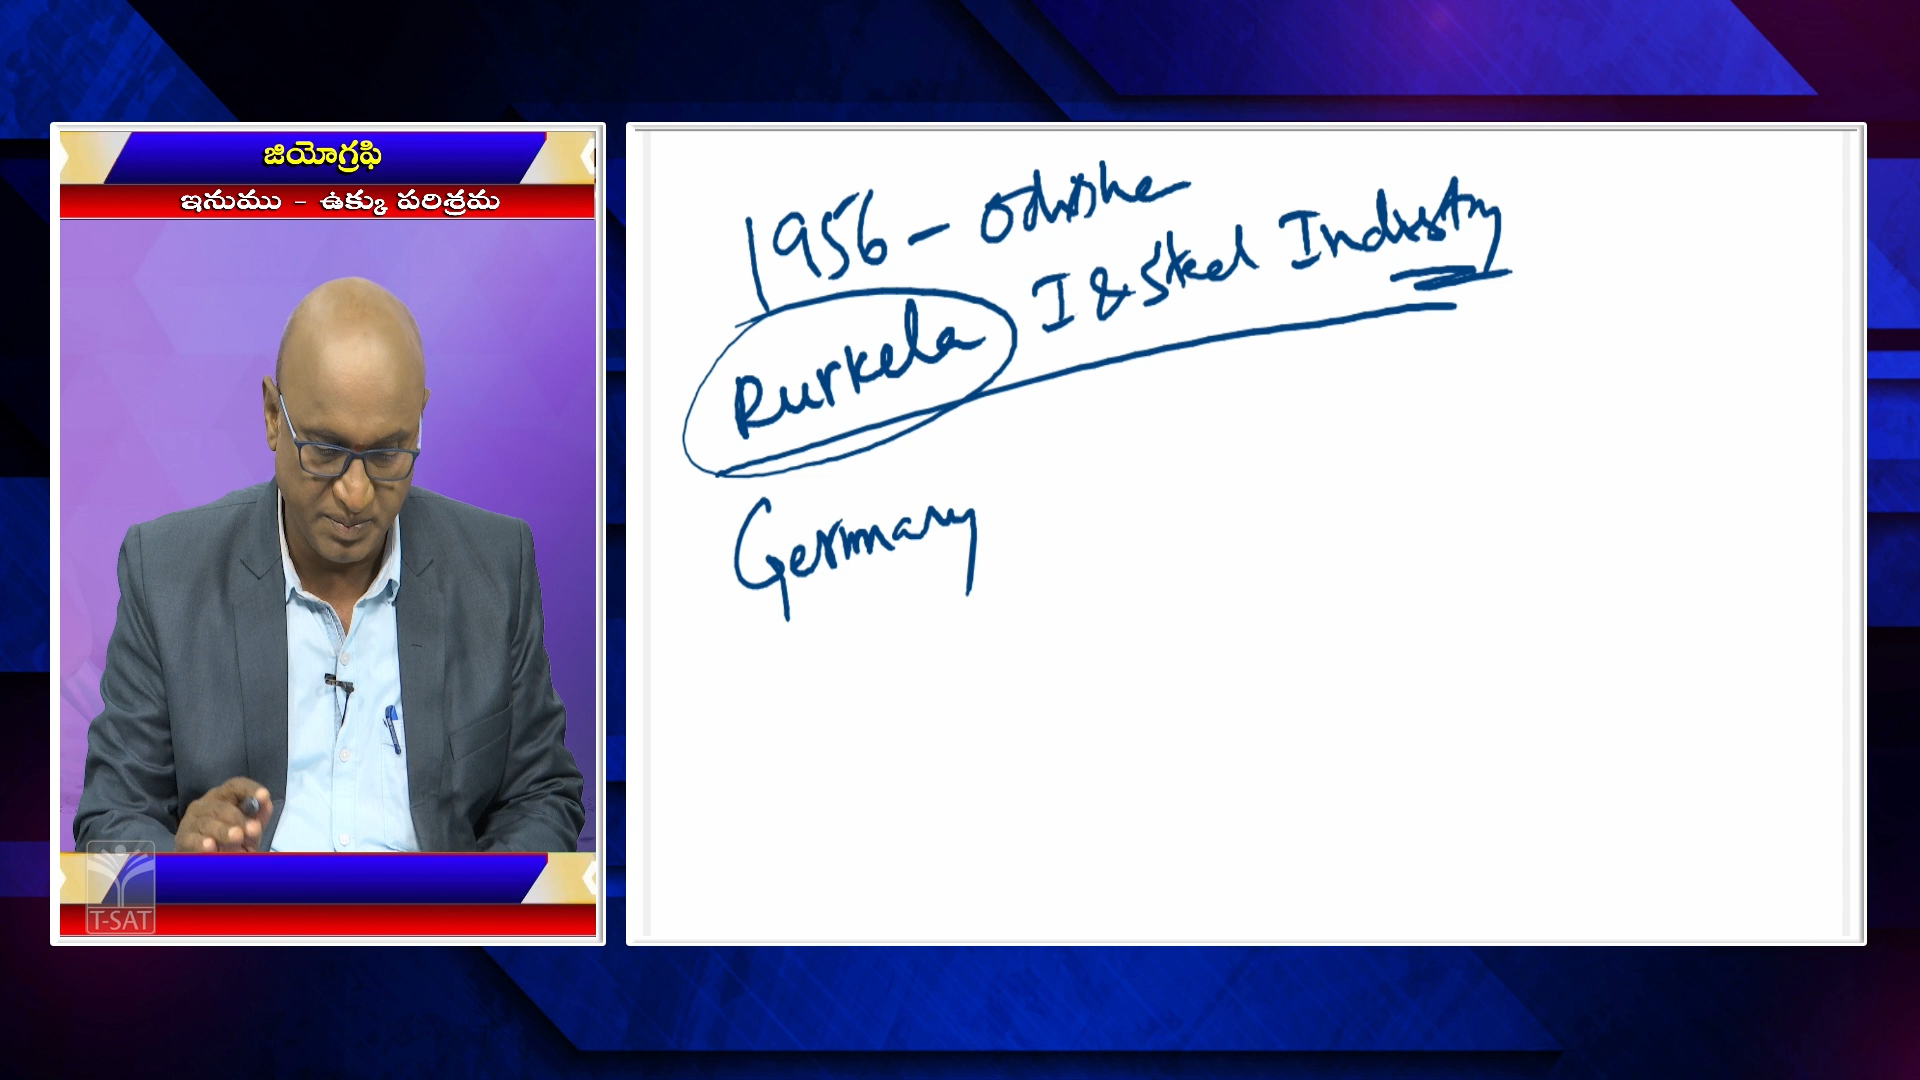 జియోగ్రఫి
ఇనుము - ఉక్కు పరిశ్రమ
1956 - Odisha
Rurkela I & Steel Industry
Germany
T-SAT